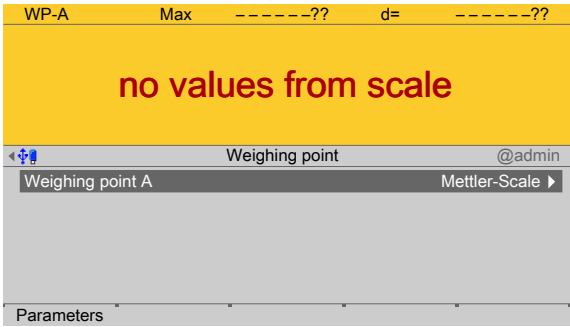 WP-A Max – – – – – –?? d= – – – – – –??
no values from scale
Weighing point @admin
Weighing point A Mettler-Scale
Parameters